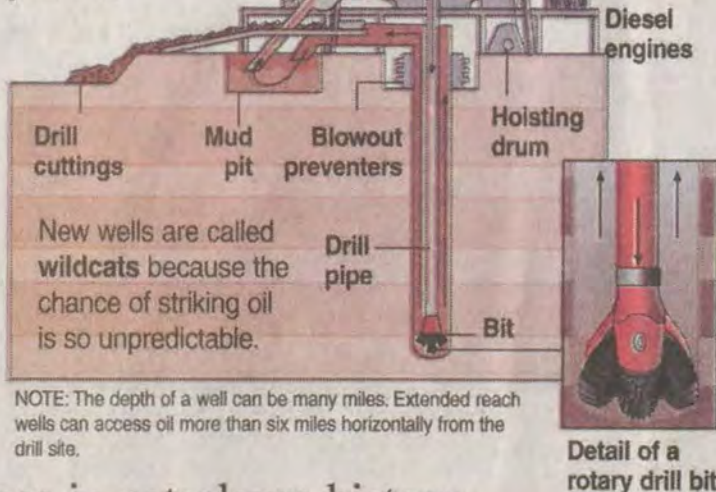 Diesel
engines
Hoisting
drum
Drill
cuttings
Mud
pit
Blowout
preventers
New wells are called
wildcats because the
chance of striking oil
is so unpredictable.
Drill
pipe
Bit
NOTE: The depth of a well can be many miles. Extended reach
wells can access oil more than six miles horizontally from the
drill site.
Detail of a
rotary drill bit